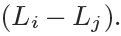 (L_i − L_j).